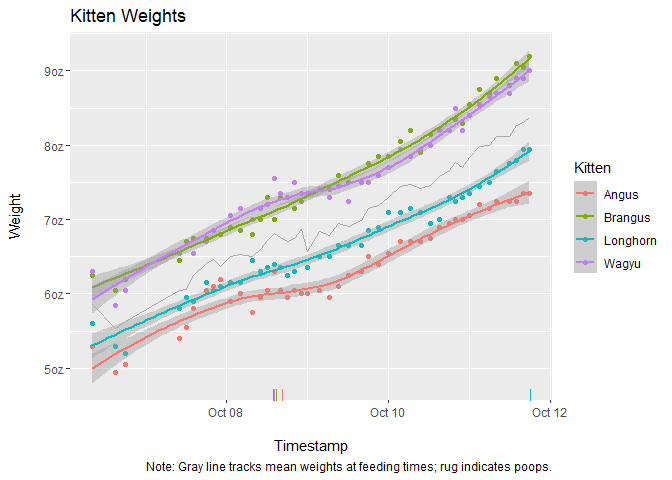 Kitten Weights
Weight
9oz
8oz
7oz
6oz
5oz
Oct 08
Oct 10
Oct 12
Timestamp
Kitten
Angus
Brangus
Longhorn
Wagyu
Note: Gray line tracks mean weights at feeding times; rug indicates poops.